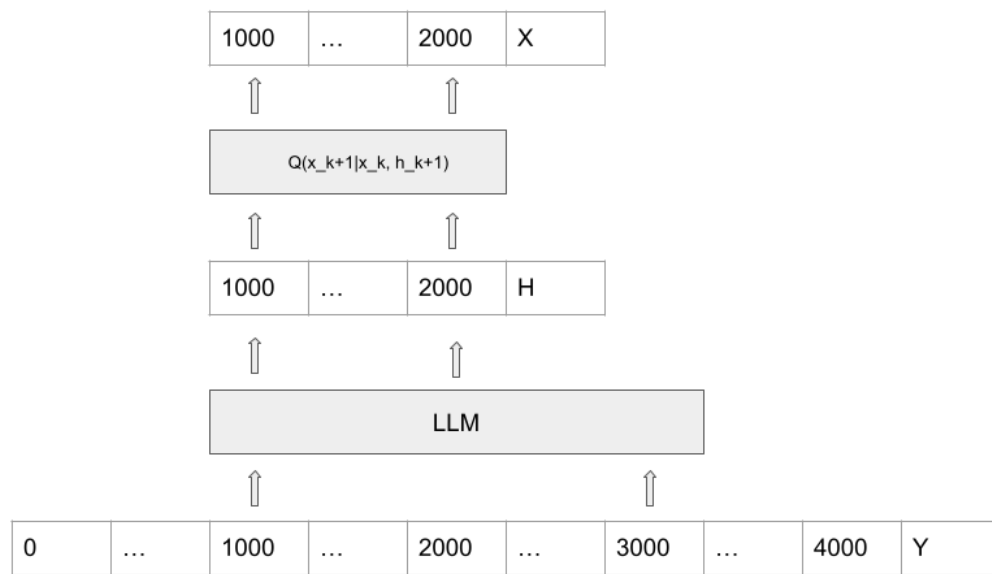 1000 … 2000 X
Q(x_k+1|x_k, h_k+1)
1000 … 2000 H
LLM
0 … 1000 … 2000 … 3000 … 4000 Y